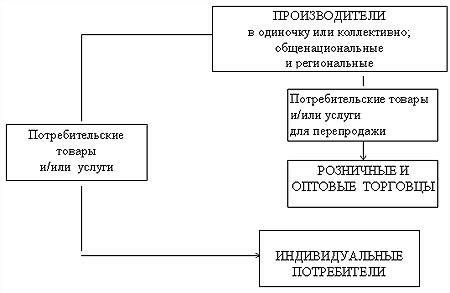 ПРОИЗВОДИТЕЛИ
в одиночку или коллективно;
общенациональные
и региональные
Потребительские товары
и/или услуги
для перепродажи
Потребительские
товары
и/или услуги
РОЗНИЧНЫЕ И
ОПТОВЫЕ ТОРГОВЦЫ
ИНДИВИДУАЛЬНЫЕ
ПОТРЕБИТЕЛИ